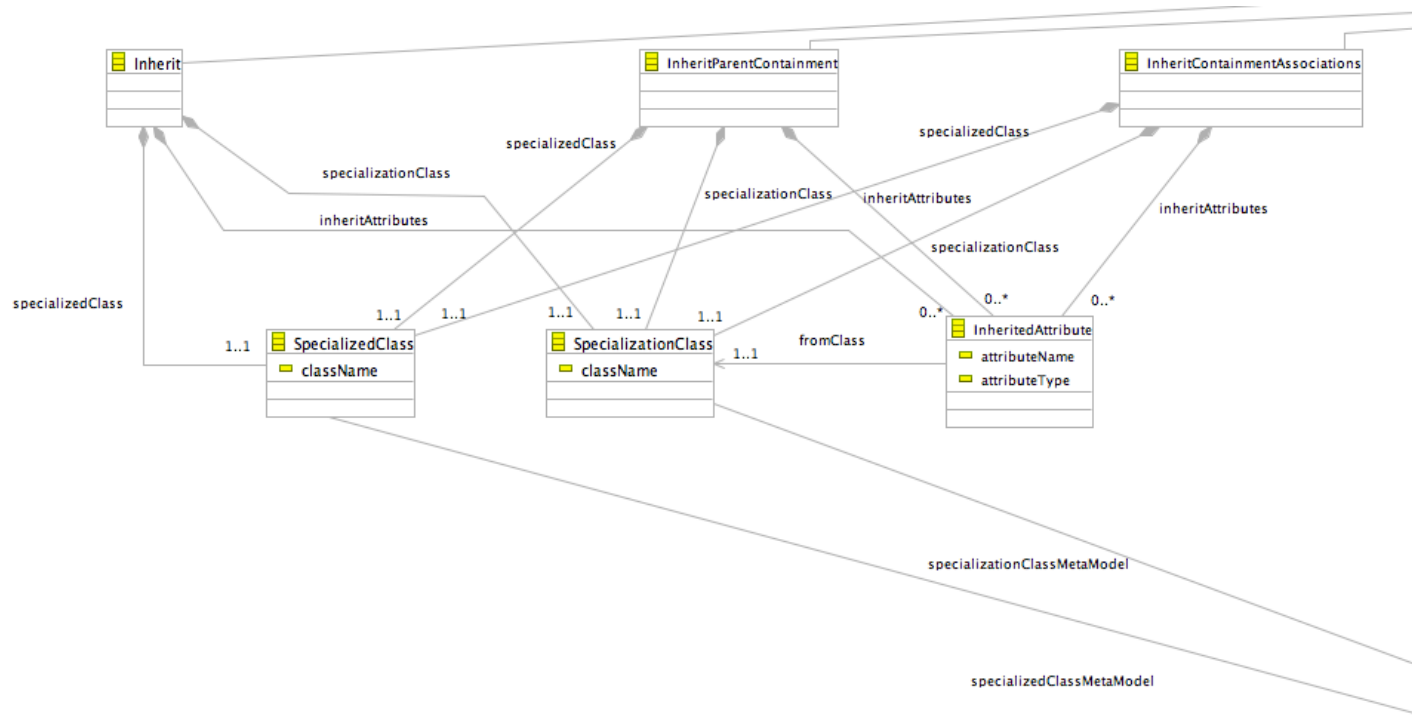 Inherit
InheritParentContainment
InheritContainmentAssociations
specializedClass
specializedClass
specializationClass
specializationClass
inheritAttributes
inheritAttributes
inheritAttributes
specializationClass
specializedClass
0..*
0..*
0..*
1..1
1..1
1..1
1..1
1..1
1..1
SpecializedClass
className
SpecializationClass
className
fromClass
1..1
InheritedAttribute
attributeName
attributeType
specializationClassMetaModel
specializedClassMetaModel